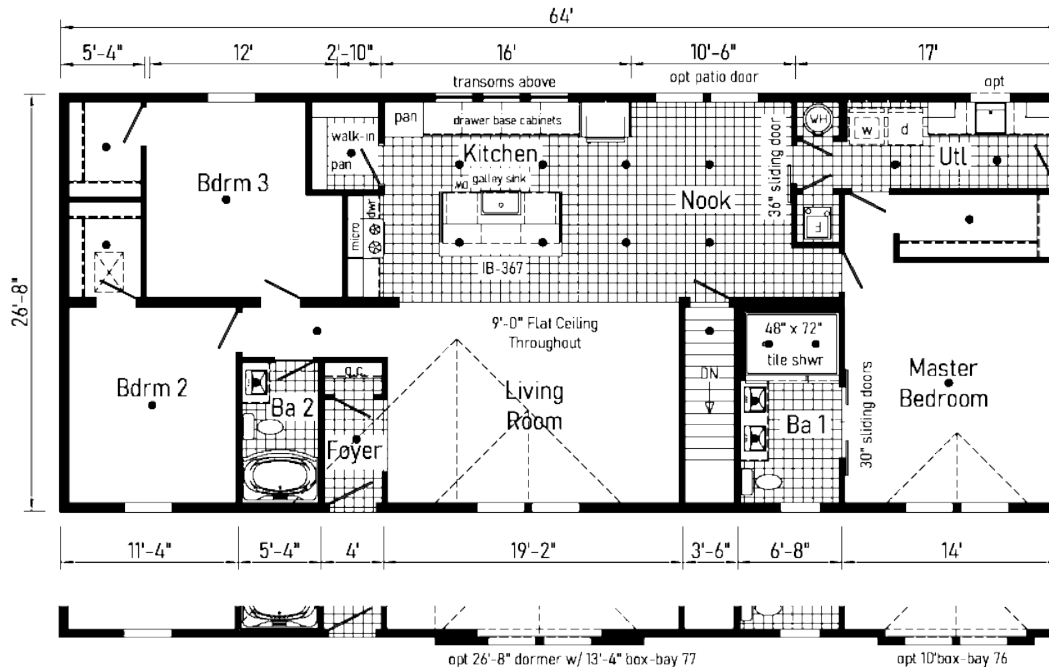 64'
5'-4" 12' 2'-10" 16' 10'-6" 17'
transoms above
opt patio door
opt
26'-8"
pan
drawer base cabinets
WH
w
d
walk-in
pan
Kitchen
Utl
Bdrm 3
DW
galley sink
Nook
36" sliding door
dwr
micro
F
IB-367
9'-0" Flat Ceiling
Throughout
48" x 72"
tile shwr
DN
Bdrm 2
g.c.
Ba 2
Living
Room
Foyer
Ba 1
30" sliding doors
Master
Bedroom
11'-4" 5'-4" 4' 19'-2" 3'-6" 6'-8" 14'
opt 26'-8" dormer w/ 13'-4" box-bay 77
opt 10'box-bay 76